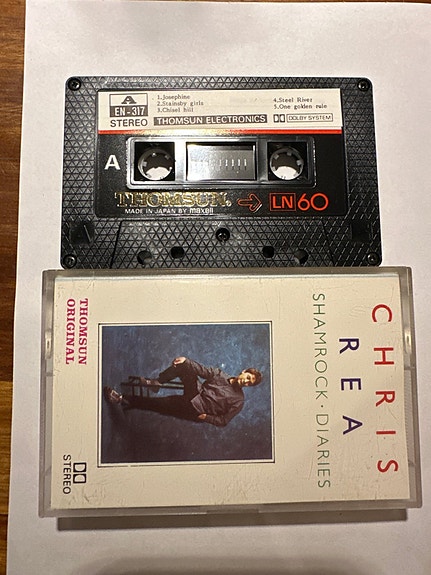 A
EN-317
STEREO
1.Josephine
2.Stainsby girls
3.Chisel hill
4.Steel River
5.One golden rule
THOMSUN ELECTRONICS
DOLBY SYSTEM
A
THOMSUN
LN60
MADE IN JAPAN BY maxell
CHRIS
REA
SHAMROCK · DIARIES
THOMSUN
ORIGINAL
STEREO